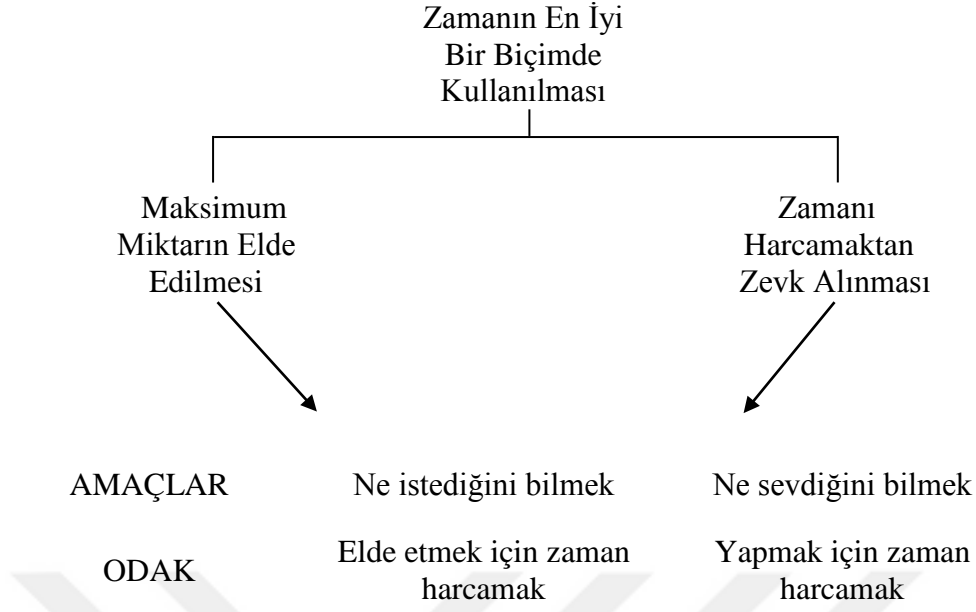 Zamanın En İyi
Bir Biçimde
Kullanılması
Maksimum
Miktarın Elde
Edilmesi
Zamanı
Harcamaktan
Zevk Alınması
AMAÇLAR
Ne istediğini bilmek
Ne sevdiğini bilmek
ODAK
Elde etmek için zaman
harcamak
Yapmak için zaman
harcamak